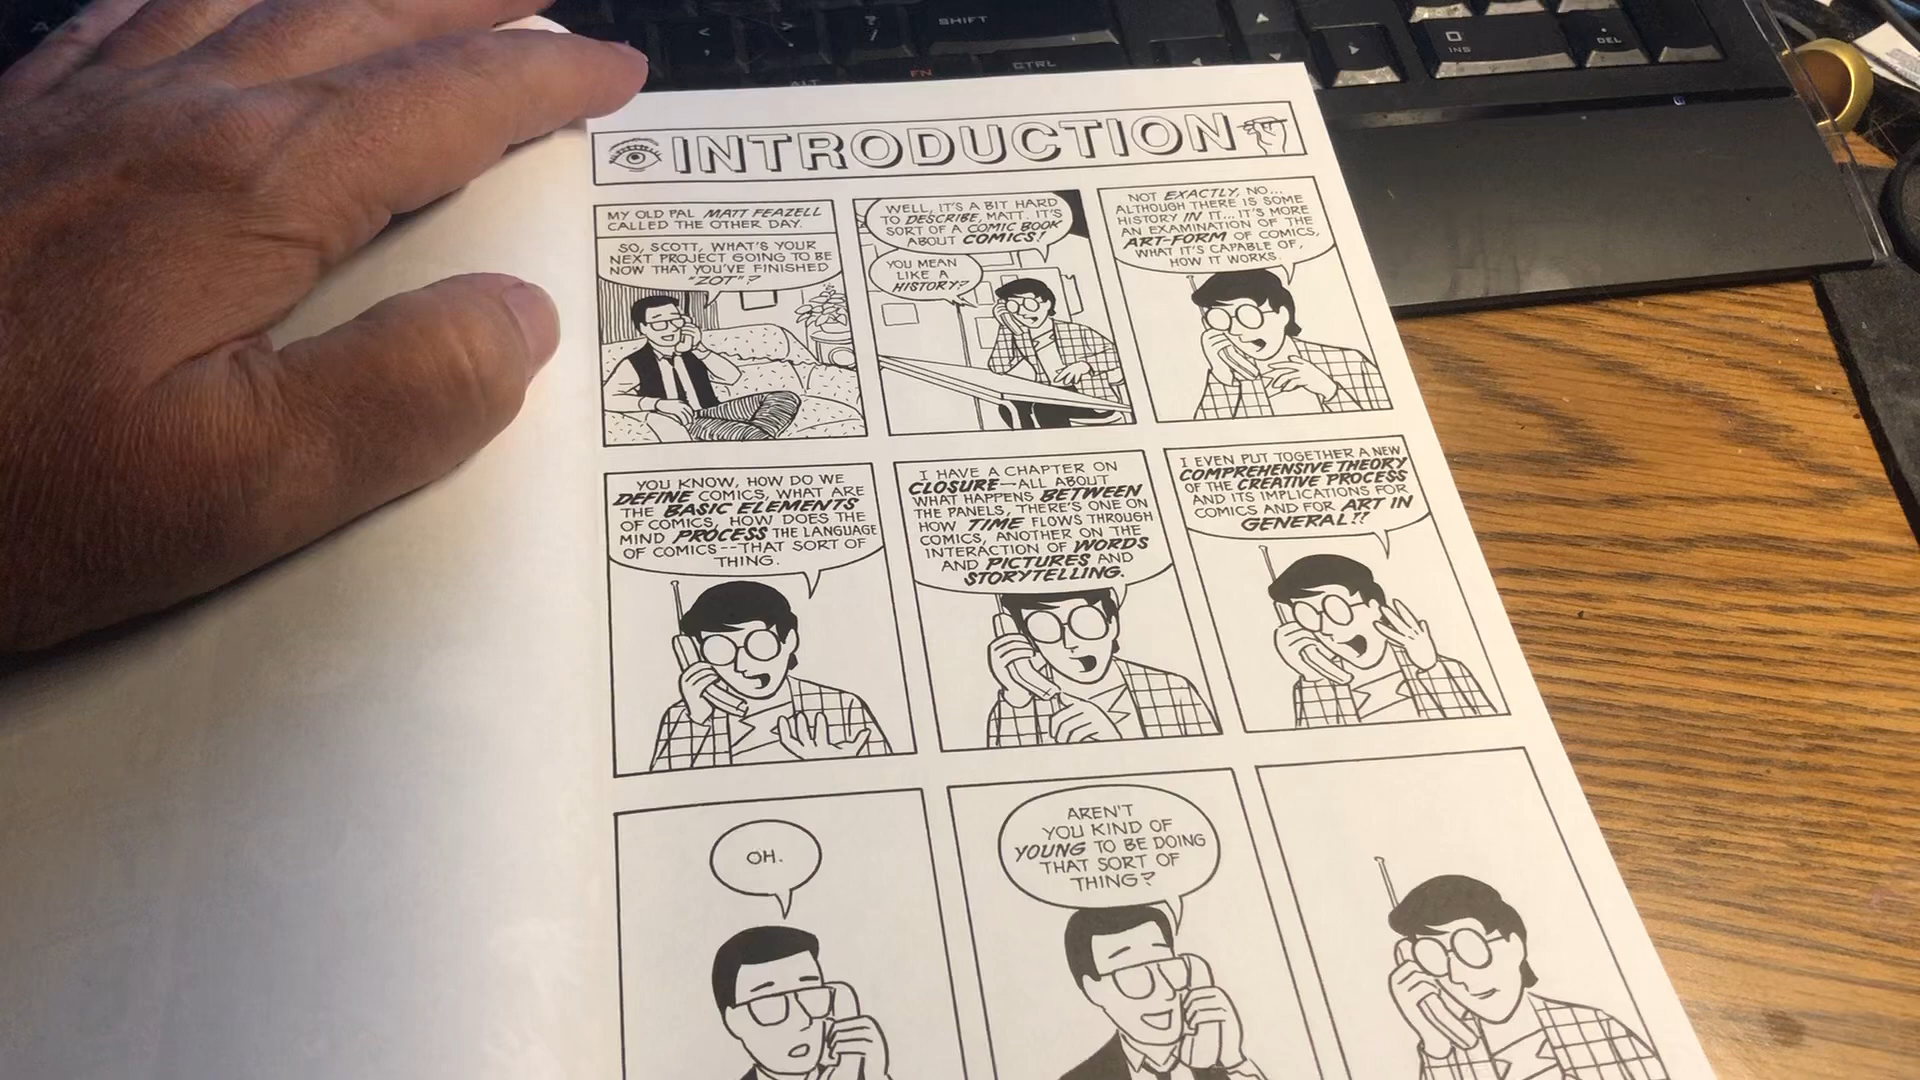 SHIFT
ALT
FN
CTRL
INS
DEL
INTRODUCTION
MY OLD PAL MATT FEAZELL
CALLED THE OTHER DAY.
SO, SCOTT, WHAT'S YOUR
NEXT PROJECT GOING TO BE
NOW THAT YOU'VE FINISHED
"ZOT"?
WELL, IT'S A BIT HARD
TO DESCRIBE, MATT. IT'S
SORT OF A COMIC BOOK
ABOUT COMICS!
YOU MEAN
LIKE A
HISTORY?
NOT EXACTLY, NO...
ALTHOUGH THERE IS SOME
HISTORY IN IT... IT'S MORE
AN EXAMINATION OF THE
ART-FORM OF COMICS,
WHAT IT'S CAPABLE OF,
HOW IT WORKS.
YOU KNOW, HOW DO WE
DEFINE COMICS, WHAT ARE
THE BASIC ELEMENTS
OF COMICS, HOW DOES THE
MIND PROCESS THE LANGUAGE
OF COMICS--THAT SORT OF
THING.
I HAVE A CHAPTER ON
CLOSURE--ALL ABOUT
WHAT HAPPENS BETWEEN
THE PANELS, THERE'S ONE ON
HOW TIME FLOWS THROUGH
COMICS, ANOTHER ON THE
INTERACTION OF WORDS
AND PICTURES AND
STORYTELLING.
I EVEN PUT TOGETHER A NEW
COMPREHENSIVE THEORY
OF THE CREATIVE PROCESS
AND ITS IMPLICATIONS FOR
COMICS AND FOR ART IN
GENERAL!!
OH.
AREN'T
YOU KIND OF
YOUNG TO BE DOING
THAT SORT OF
THING?